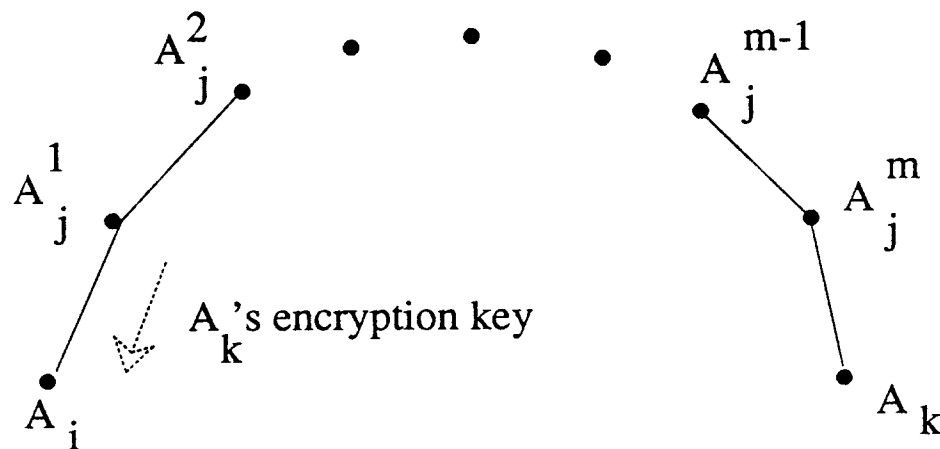 A_j^2
A_j^{m-1}
A_j^1
A_j^m
A_k's encryption key
A_i
A_k